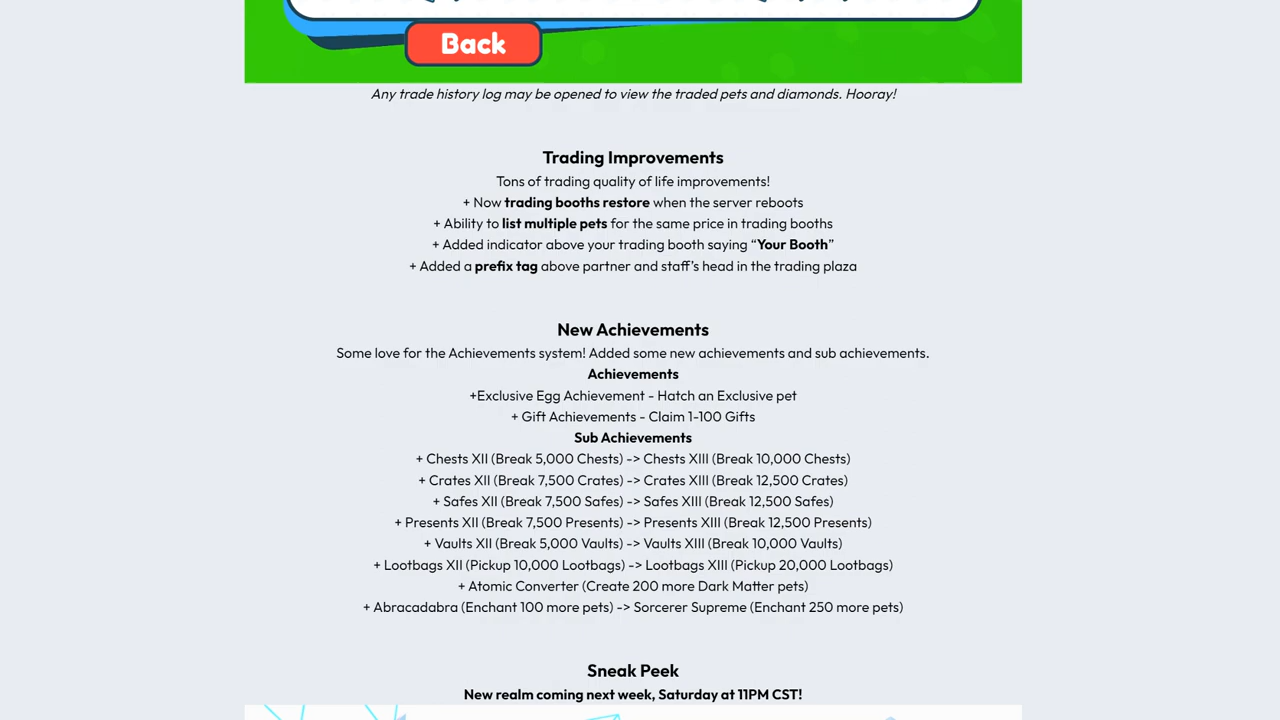 Back
Any trade history log may be opened to view the traded pets and diamonds. Hooray!
Trading Improvements
Tons of trading quality of life improvements!
+ Now trading booths restore when the server reboots
+ Ability to list multiple pets for the same price in trading booths
+ Added indicator above your trading booth saying “Your Booth”
+ Added a prefix tag above partner and staff’s head in the trading plaza
New Achievements
Some love for the Achievements system! Added some new achievements and sub achievements.
Achievements
+Exclusive Egg Achievement - Hatch an Exclusive pet
+ Gift Achievements - Claim 1-100 Gifts
Sub Achievements
+ Chests XII (Break 5,000 Chests) -> Chests XIII (Break 10,000 Chests)
+ Crates XII (Break 7,500 Crates) -> Crates XIII (Break 12,500 Crates)
+ Safes XII (Break 7,500 Safes) -> Safes XIII (Break 12,500 Safes)
+ Presents XII (Break 7,500 Presents) -> Presents XIII (Break 12,500 Presents)
+ Vaults XII (Break 5,000 Vaults) -> Vaults XIII (Break 10,000 Vaults)
+ Lootbags XII (Pickup 10,000 Lootbags) -> Lootbags XIII (Pickup 20,000 Lootbags)
+ Atomic Converter (Create 200 more Dark Matter pets)
+ Abracadabra (Enchant 100 more pets) -> Sorcerer Supreme (Enchant 250 more pets)
Sneak Peek
New realm coming next week, Saturday at 11PM CST!